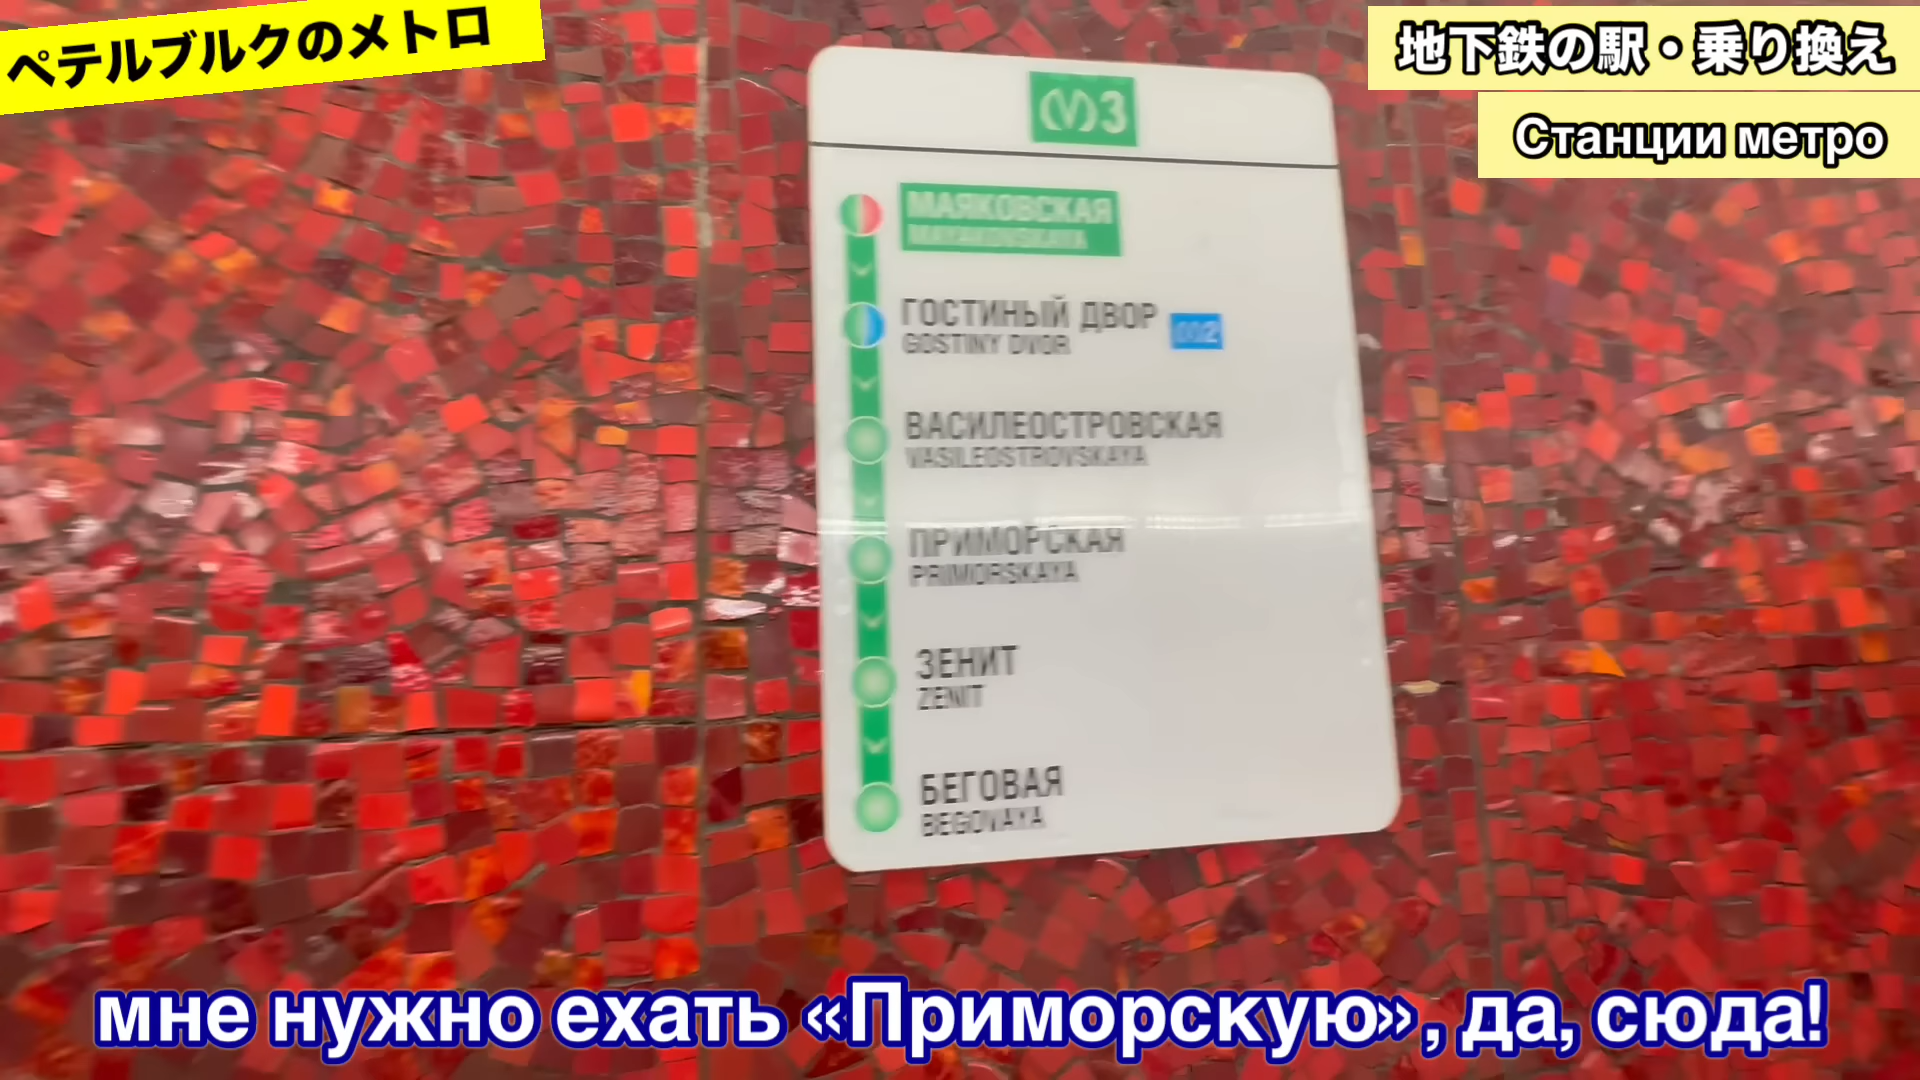 ペテルブルクのメトロ
地下鉄の駅・乗り換え
Станции метро
(М)3
МАЯКОВСКАЯ
MAYAKOVSKAYA
ГОСТИНЫЙ ДВОР
GOSTINY DVOR
ВАСИЛЕОСТРОВСКАЯ
VASILEOSTROVSKAYA
ПРИМОРСКАЯ
PRIMORSKAYA
ЗЕНИТ
ZENIT
БЕГОВАЯ
BEGOVAYA
мне нужно ехать «Приморскую», да, сюда!